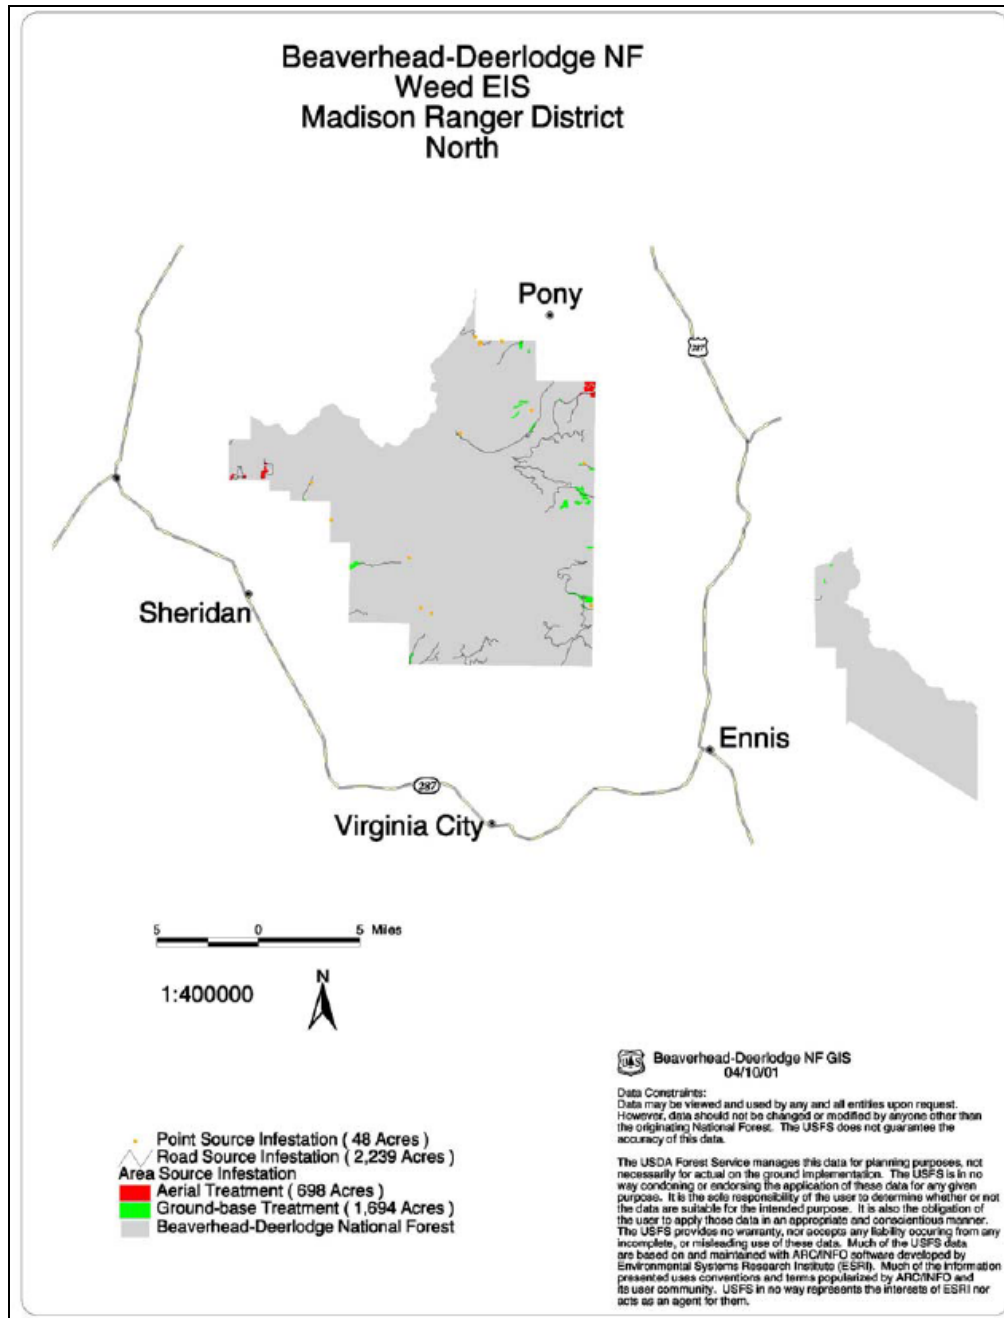 Beaverhead-Deerlodge NF
Weed EIS
Madison Ranger District
North
Pony
287
Sheridan
Ennis
287
Virginia City
5 0 5 Miles
1:400000
N
Point Source Infestation ( 48 Acres )
Road Source Infestation ( 2,239 Acres )
Area Source Infestation
Aerial Treatment ( 698 Acres )
Ground-base Treatment ( 1,694 Acres )
Beaverhead-Deerlodge National Forest
U S
Beaverhead-Deerlodge NF GIS
04/10/01
Data Constraints:
Data may be viewed and used by any and all entities upon request.
However, data should not be changed or modified by anyone other than
the originating National Forest. The USFS does not guarantee the
accuracy of this data.
The USDA Forest Service manages this data for planning purposes, not
necessarily for actual on the ground implementation. The USFS is in no
way condoning or endorsing the application of these data for any given
purpose. It is the sole responsibility of the user to determine whether or not
the data are suitable for the intended purpose. It is also the obligation of
the user to apply those data in an appropriate and conscientious manner.
The USFS provides no warranty, nor accepts any liability occuring from any
incomplete, or misleading use of these data. Much of the USFS data
are based on and maintained with ARC/INFO software developed by
Environmental Systems Research Institute (ESRI). Much of the information
presented uses conventions and terms popularized by ARC/INFO and
its user community. USFS in no way represents the interests of ESRI nor
acts as an agent for them.